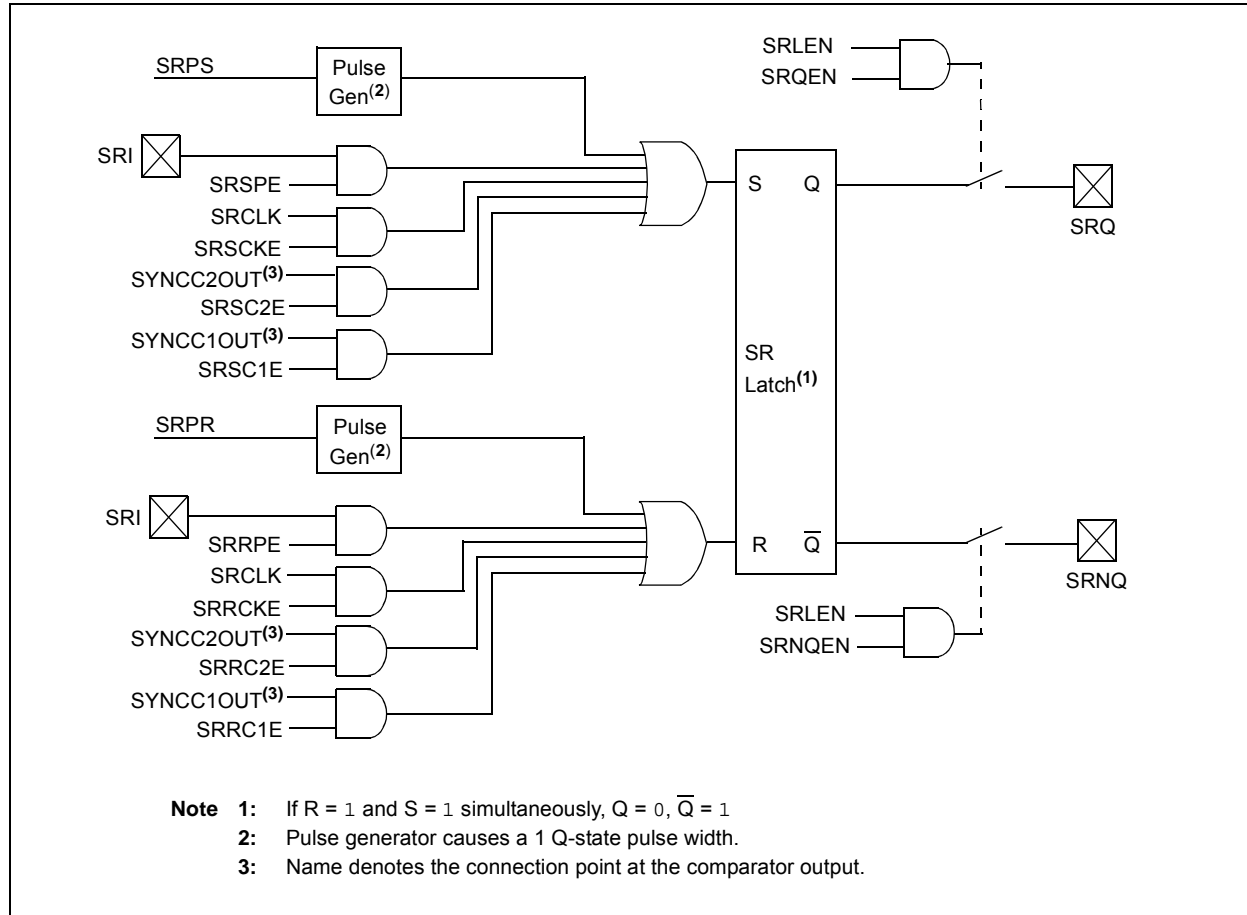 SRPS
Pulse
Gen(2)
SRI
SRSPE
SRCLK
SRSCKE
SYNCC2OUT(3)
SRSC2E
SYNCC1OUT(3)
SRSC1E
SRPR
Pulse
Gen(2)
SRI
SRRPE
SRCLK
SRRCKE
SYNCC2OUT(3)
SRRC2E
SYNCC1OUT(3)
SRRC1E
S Q
SR
Latch(1)
R Q̅
SRLEN
SRQEN
SRQ
SRNQ
SRLEN
SRNQEN
Note 1: If R = 1 and S = 1 simultaneously, Q = 0, Q̅ = 1
2: Pulse generator causes a 1 Q-state pulse width.
3: Name denotes the connection point at the comparator output.